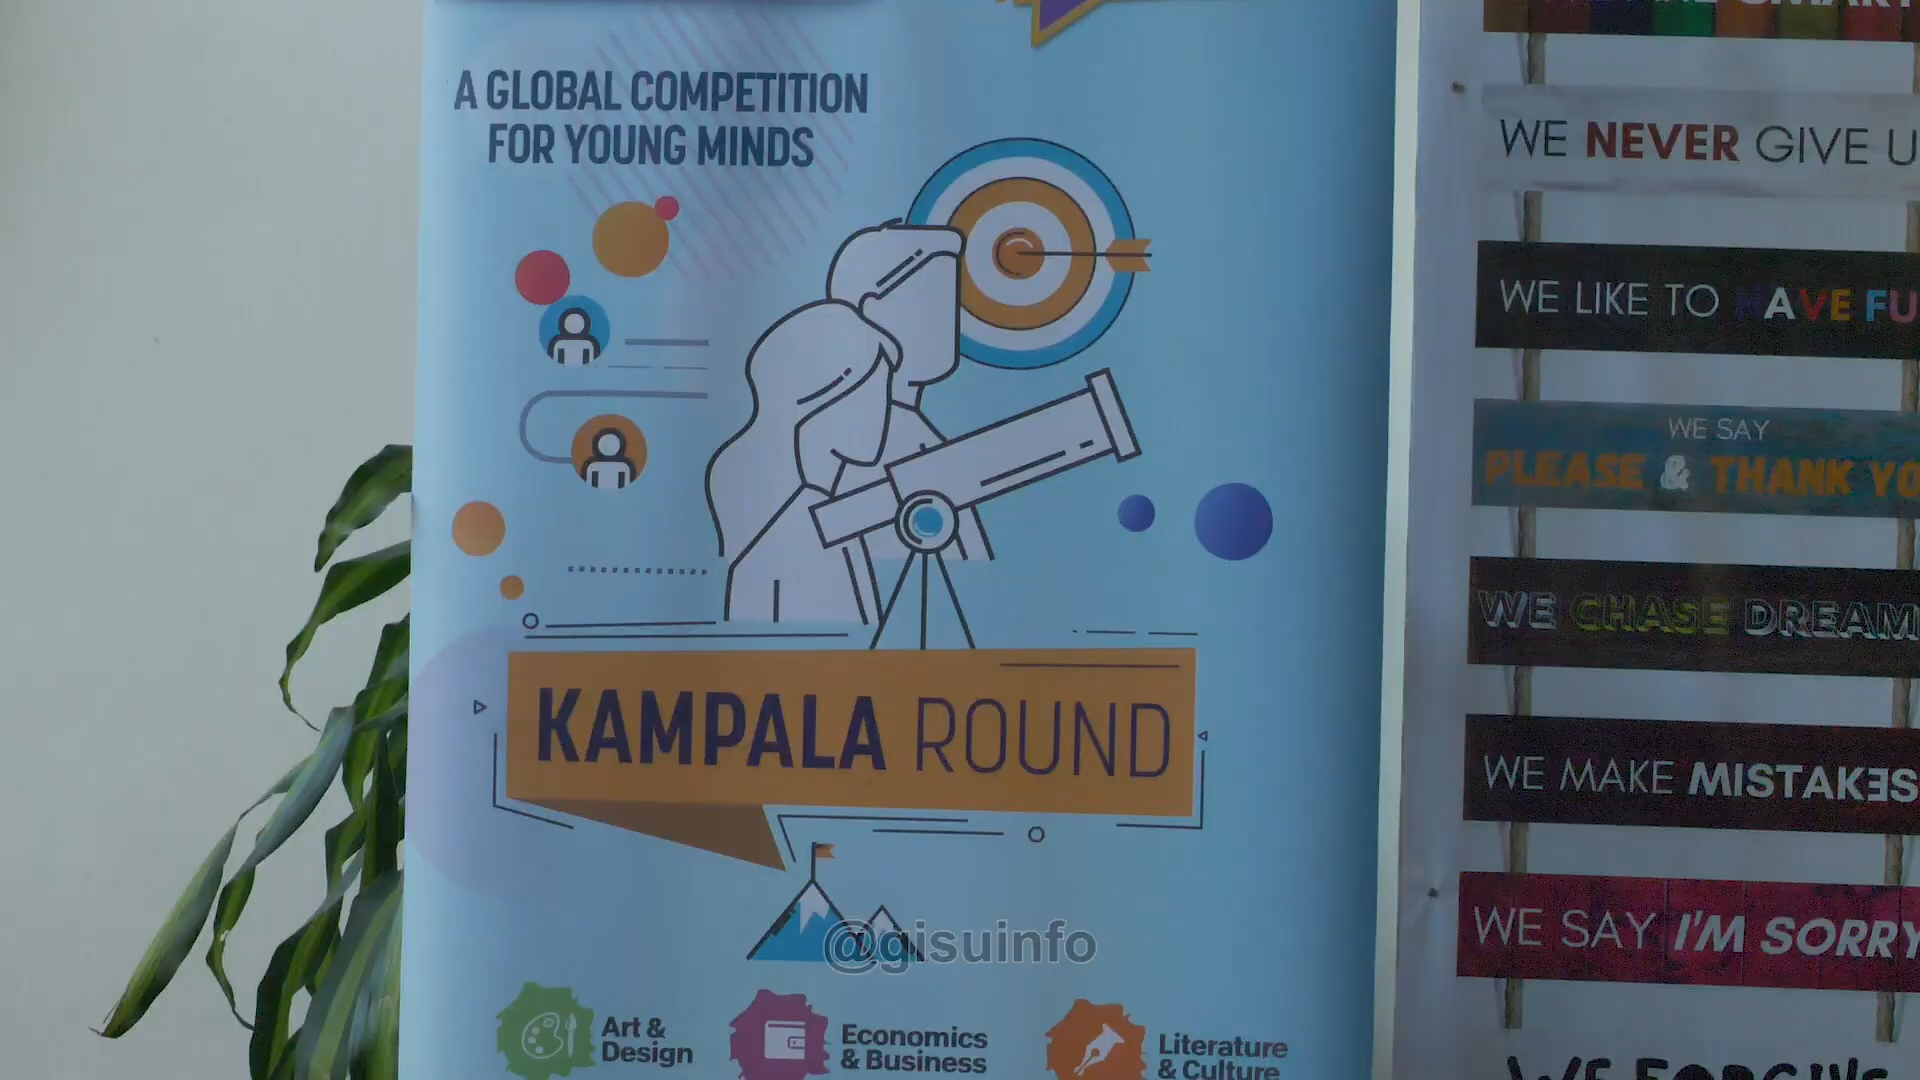 A GLOBAL COMPETITION
FOR YOUNG MINDS
KAMPALA ROUND
@gisuinfo
Art &
Design
Economics
& Business
Literature
& Culture
WE NEVER GIVE U
WE LIKE TO HAVE FU
WE SAY
PLEASE & THANK YO
WE CHASE DREAM
WE MAKE MISTAKES
WE SAY I'M SORRY